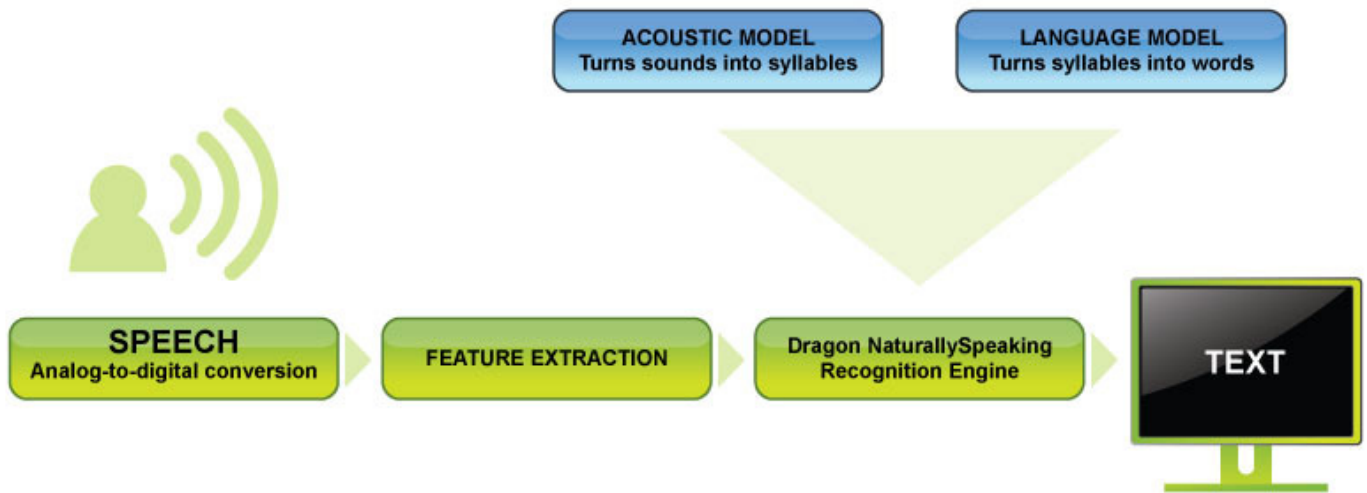 ACOUSTIC MODEL
Turns sounds into syllables
LANGUAGE MODEL
Turns syllables into words
SPEECH
Analog-to-digital conversion
FEATURE EXTRACTION
Dragon NaturallySpeaking
Recognition Engine
TEXT